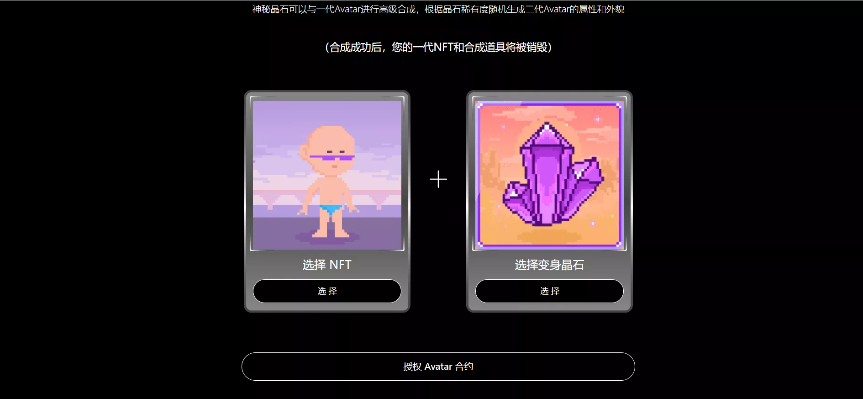 神秘晶石可以与一代Avatar进行高级合成，根据晶石稀有度随机生成二代Avatar的属性和外貌
（合成成功后，您的一代NFT和合成道具将被销毁）
选择 NFT
选择变身晶石
选择
选择
授权 Avatar 合约